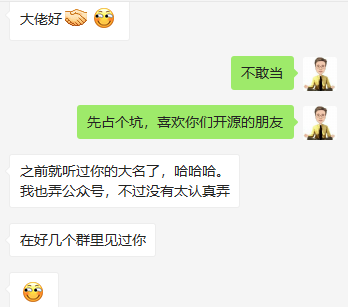 大佬好
不敢当
先占个坑，喜欢你们开源的朋友
之前就听过你的大名了，哈哈哈。
我也弄公众号，不过没有太认真弄
在好几个群里见过你